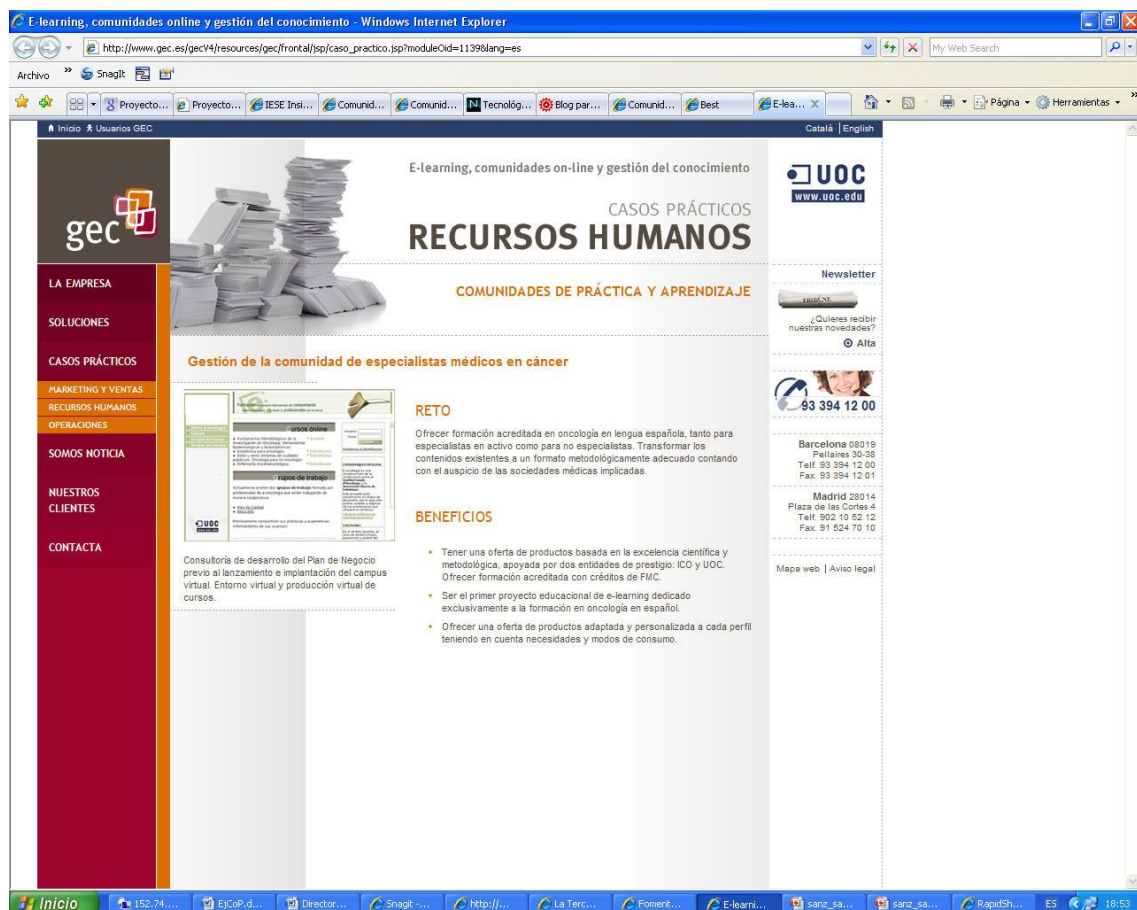 E-learning, comunidades online y gestión del conocimiento - Windows Internet Explorer
http://www.gec.es/gecV4/resources/gec/frontal/jsp/caso_practico.jsp?moduleOid=1139&lang=es
My Web Search
Archivo » SnagIt
Proyecto... Proyecto... IESE Insi... Comunid... Comunid... Tecnológ... Blog par... Comunid... Best E-lea... Página Herramientas »
Inicio Usuarios GEC
Català | English
gec
E-learning, comunidades on-line y gestión del conocimiento
CASOS PRÁCTICOS
RECURSOS HUMANOS
COMUNIDADES DE PRÁCTICA Y APRENDIZAJE
UOC
www.uoc.edu
LA EMPRESA
SOLUCIONES
CASOS PRÁCTICOS
MARKETING Y VENTAS
RECURSOS HUMANOS
OPERACIONES
SOMOS NOTICIA
NUESTROS
CLIENTES
CONTACTA
Gestión de la comunidad de especialistas médicos en cáncer
ursos online
rupos de trabajo
UOC
Consultoría de desarrollo del Plan de Negocio
previo al lanzamiento e implantación del campus
virtual. Entorno virtual y producción virtual de
cursos.
RETO
Ofrecer formación acreditada en oncología en lengua española, tanto para
especialistas en activo como para no especialistas. Transformar los
contenidos existentes a un formato metodológicamente adecuado contando
con el auspicio de las sociedades médicas implicadas.
BENEFICIOS
Tener una oferta de productos basada en la excelencia científica y
metodológica, apoyada por dos entidades de prestigio: ICO y UOC.
Ofrecer formación acreditada con créditos de FMC.
Ser el primer proyecto educacional de e-learning dedicado
exclusivamente a la formación en oncología en español.
Ofrecer una oferta de productos adaptada y personalizada a cada perfil
teniendo en cuenta necesidades y modos de consumo.
Newsletter
TRIBUNE
¿Quieres recibir
nuestras novedades?
Alta
93 394 12 00
Barcelona 08019
Pellaires 30-38
Telf. 93 394 12 00
Fax. 93 394 12 01
Madrid 28014
Plaza de las Cortes 4
Telf. 902 10 52 12
Fax. 91 524 70 10
Mapa web | Aviso legal
Inicio 152.74.... EjCoP.d... Director... Snagit -... http://... La Terc... Foment... E-learni... sanz_sa... sanz_sa... RapidSh... ES 18:53